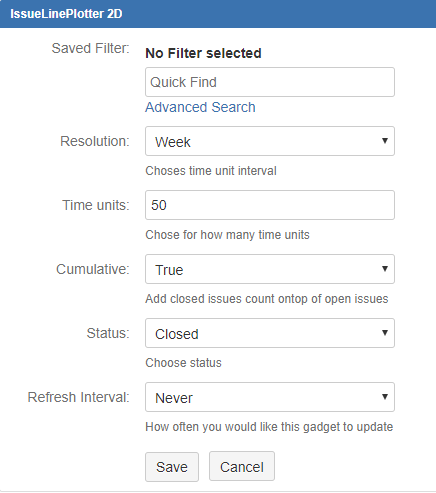 IssueLinePlotter 2D
Saved Filter: No Filter selected
Quick Find
Advanced Search
Resolution: Week
Choses time unit interval
Time units: 50
Chose for how many time units
Cumulative: True
Add closed issues count ontop of open issues
Status: Closed
Choose status
Refresh Interval: Never
How often you would like this gadget to update
Save Cancel